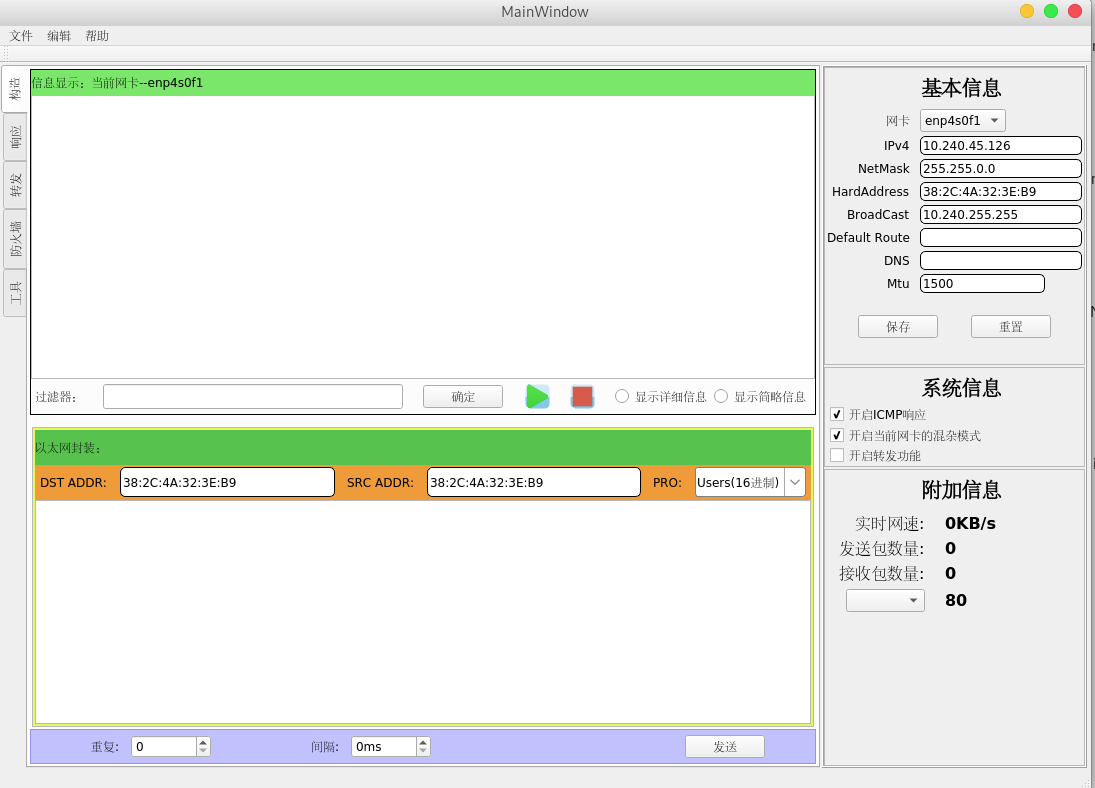 MainWindow
文件 编辑 帮助
构造
响应
转发
防火墙
工具
信息显示：当前网卡--enp4s0f1
过滤器： 确定 显示详细信息 显示简略信息
以太网封装：
DST ADDR: 38:2C:4A:32:3E:B9 SRC ADDR: 38:2C:4A:32:3E:B9 PRO: Users(16进制)
重复: 0 间隔: 0ms 发送
基本信息
网卡 enp4s0f1
IPv4 10.240.45.126
NetMask 255.255.0.0
HardAddress 38:2C:4A:32:3E:B9
BroadCast 10.240.255.255
Default Route
DNS
Mtu 1500
保存 重置
系统信息
开启ICMP响应
开启当前网卡的混杂模式
开启转发功能
附加信息
实时网速: 0KB/s
发送包数量: 0
接收包数量: 0
80